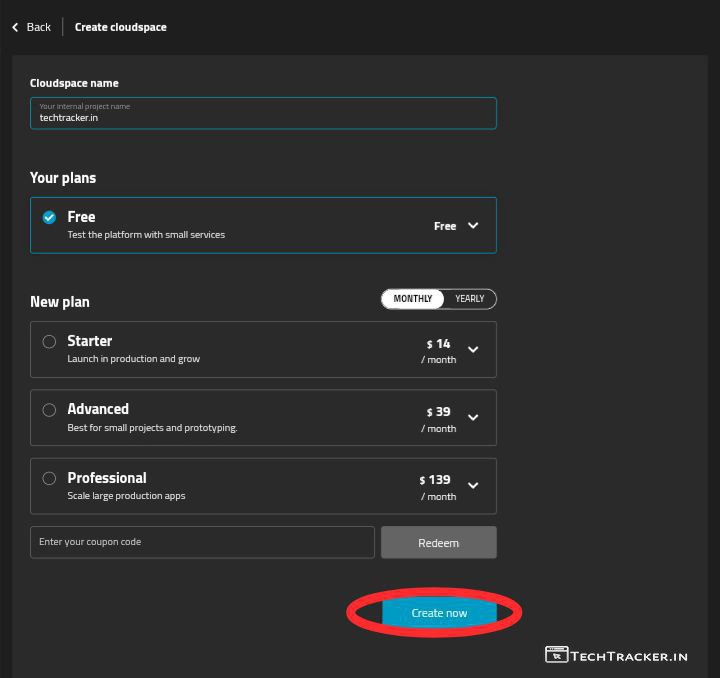 Back
Create cloudspace
Cloudspace name
Your internal project name
techtracker.in
Your plans
Free
Test the platform with small services
Free
New plan
MONTHLY
YEARLY
Starter
Launch in production and grow
$ 14
/ month
Advanced
Best for small projects and prototyping.
$ 39
/ month
Professional
Scale large production apps
$ 139
/ month
Enter your coupon code
Redeem
Create now
TECHTRACKER.IN